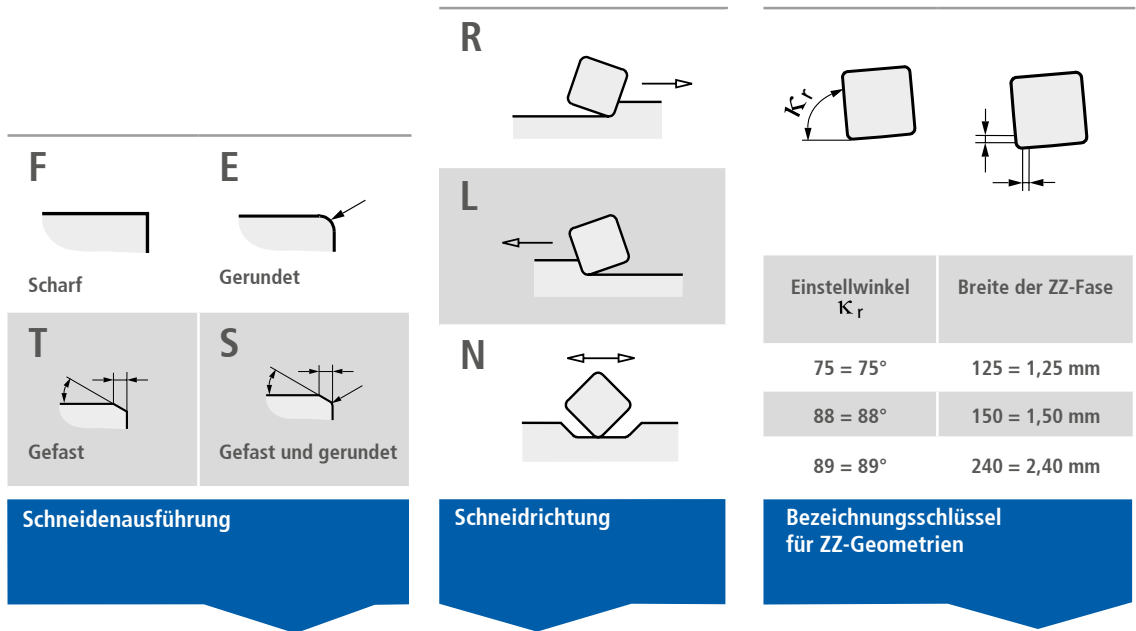 F
E
Scharf
Gerundet
T
S
Gefast
Gefast und gerundet
Schneidenausführung
R
L
N
Schneidrichtung
κr
Einstellwinkel
κr
Breite der ZZ-Fase
75 = 75°
125 = 1,25 mm
88 = 88°
150 = 1,50 mm
89 = 89°
240 = 2,40 mm
Bezeichnungsschlüssel
für ZZ-Geometrien